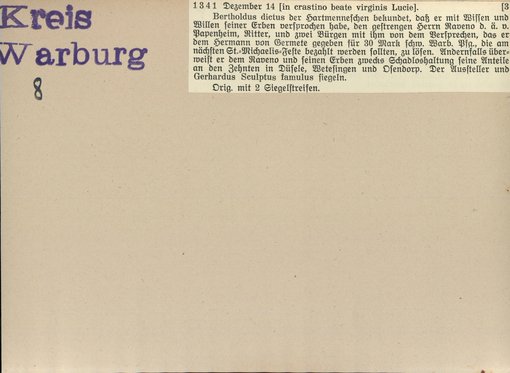 Kreis
Warburg
8
1341 Dezember 14 [in crastino beate virginis Lucie]. [3
Bertholdus dictus der Hartmenneschen bekundet, daß er mit Wissen und
Willen seiner Erben versprochen habe, den gestrengen Herrn Raveno d. ä. v.
Papenheim, Ritter, und zwei Bürgen mit ihm von dem Versprechen, das er
dem Hermann von Germete gegeben für 30 Mark schw. Warb. Pfg., die am
nächsten St.-Michaelis-Feste bezahlt werden sollten, zu lösen. Andernfalls über-
weist er dem Raveno und seinen Erben zwecks Schadloshaltung seine Anteile
an den Zehnten in Düsele, Wetesingen und Osendorp. Der Aussteller und
Gerhardus Sculptus famulus siegeln.
Orig. mit 2 Siegelstreifen.